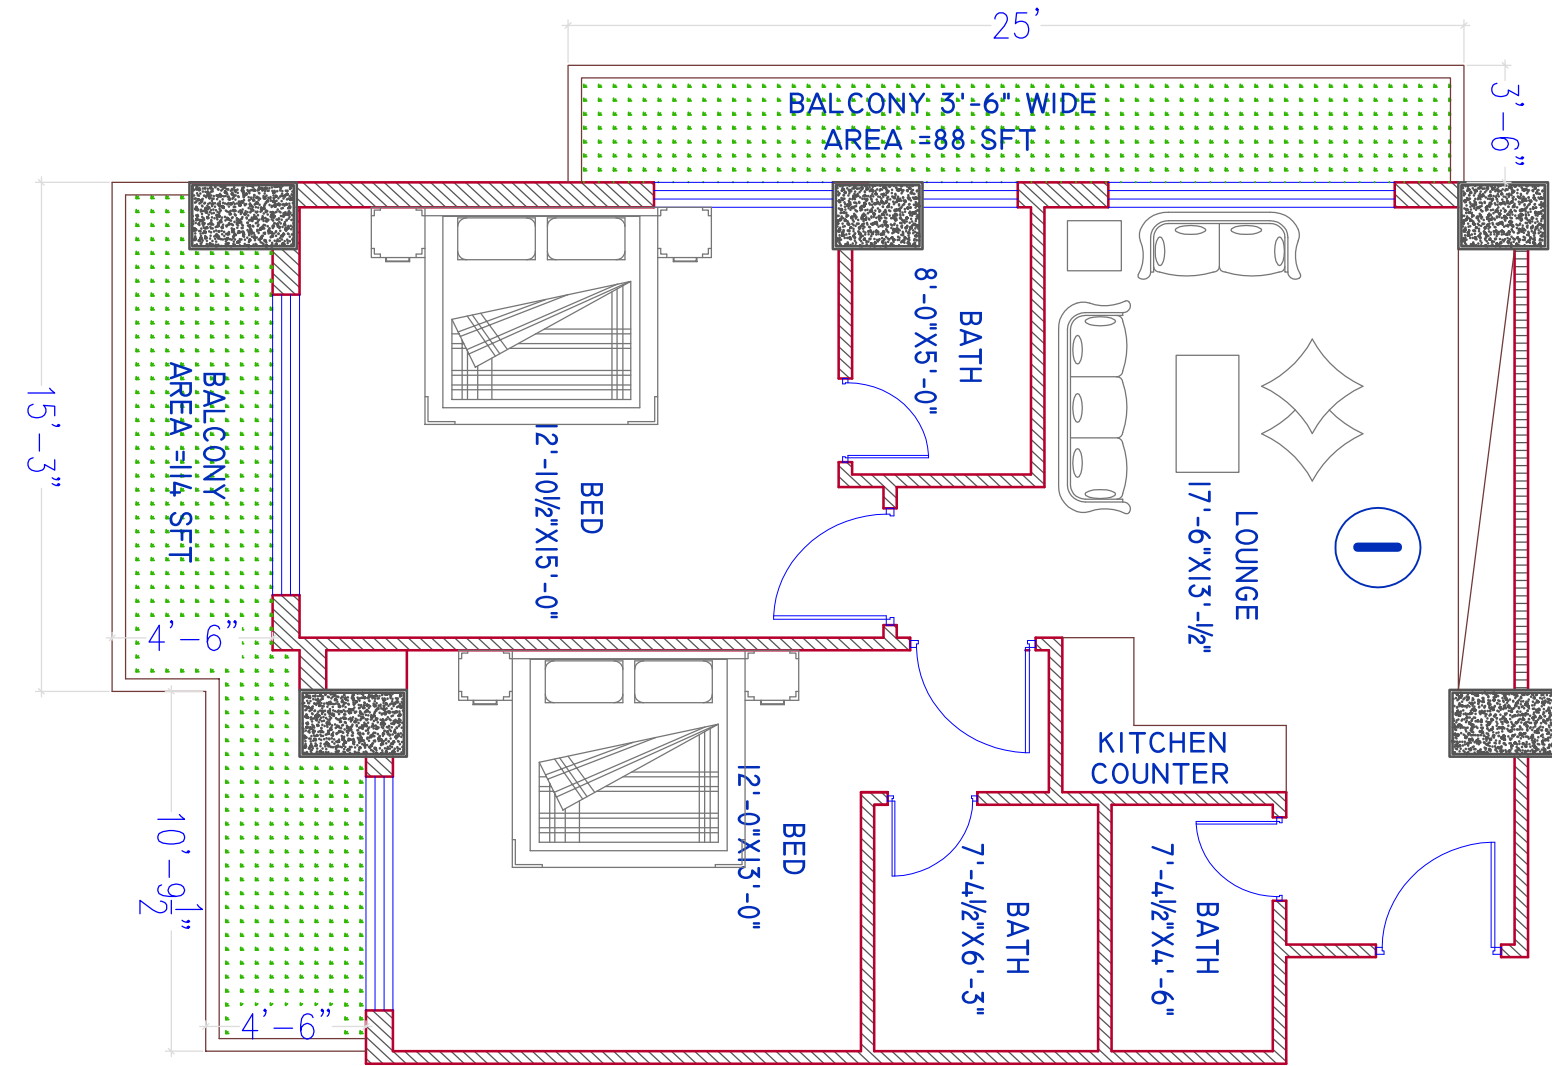 25'
3'-6"
BALCONY 3'-6" WIDE
AREA =88 SFT
BATH
8'-0"X5'-0"
BALCONY
AREA =114 SFT
15'-3"
BED
12'-10½"X15'-0"
LOUNGE
17'-6"X13'-1½"
1
4'-6"
KITCHEN
COUNTER
BED
12'-0"X13'-0"
10'-9½"
BATH
7'-4½"X6'-3"
BATH
7'-4½"X4'-6"
4'-6"